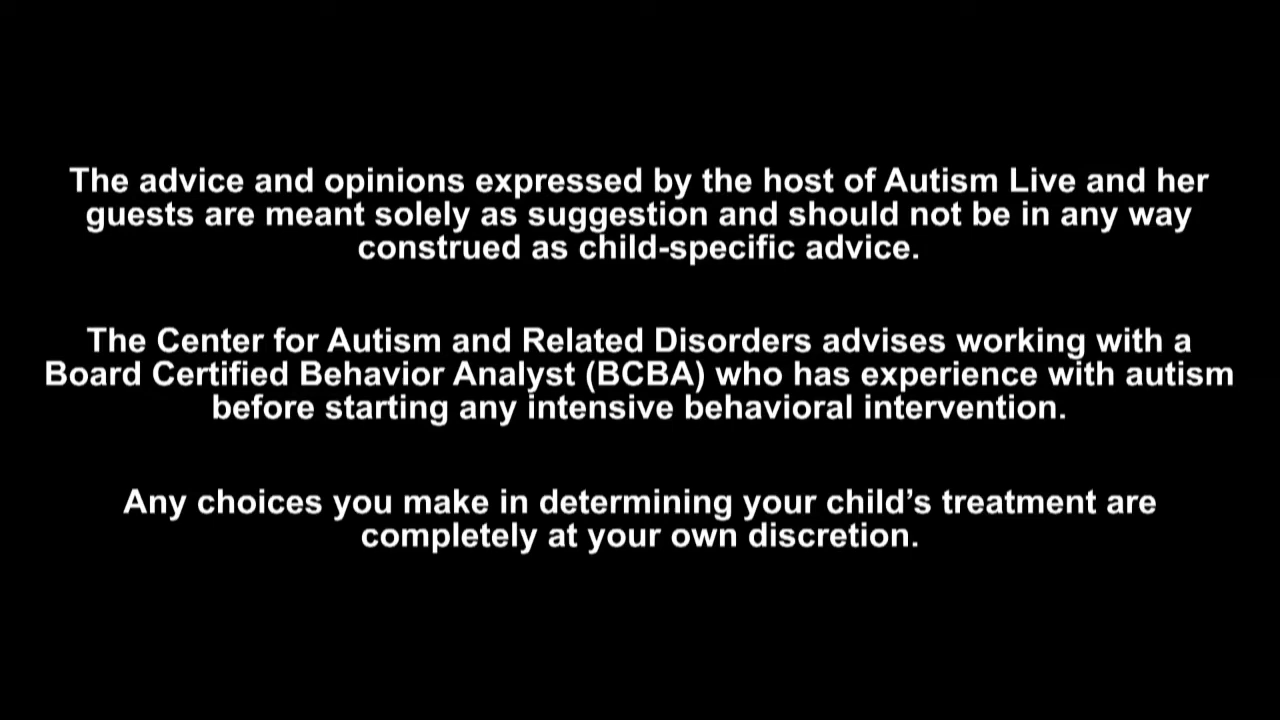 The advice and opinions expressed by the host of Autism Live and her
guests are meant solely as suggestion and should not be in any way
construed as child-specific advice.
The Center for Autism and Related Disorders advises working with a
Board Certified Behavior Analyst (BCBA) who has experience with autism
before starting any intensive behavioral intervention.
Any choices you make in determining your child’s treatment are
completely at your own discretion.